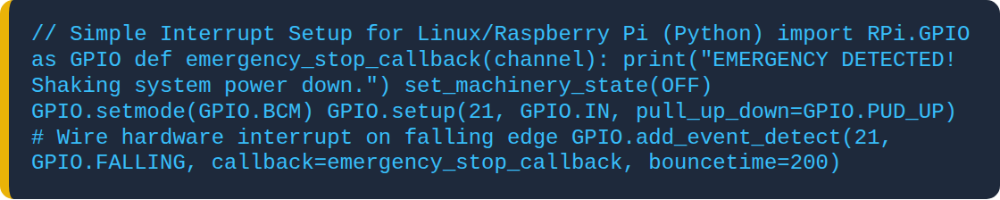 // Simple Interrupt Setup for Linux/Raspberry Pi (Python) import RPi.GPIO
as GPIO def emergency_stop_callback(channel): print("EMERGENCY DETECTED!
Shaking system power down.") set_machinery_state(OFF)
GPIO.setmode(GPIO.BCM) GPIO.setup(21, GPIO.IN, pull_up_down=GPIO.PUD_UP)
# Wire hardware interrupt on falling edge GPIO.add_event_detect(21,
GPIO.FALLING, callback=emergency_stop_callback, bouncetime=200)